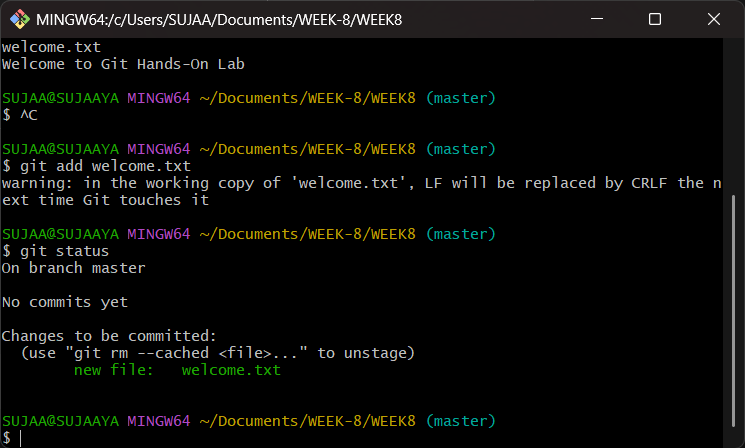 MINGW64:/c/Users/SUJAA/Documents/WEEK-8/WEEK8
welcome.txt
Welcome to Git Hands-On Lab
SUJAA@SUJAAYA MINGW64 ~/Documents/WEEK-8/WEEK8 (master)
$ ^C
SUJAA@SUJAAYA MINGW64 ~/Documents/WEEK-8/WEEK8 (master)
$ git add welcome.txt
warning: in the working copy of 'welcome.txt', LF will be replaced by CRLF the n
ext time Git touches it
SUJAA@SUJAAYA MINGW64 ~/Documents/WEEK-8/WEEK8 (master)
$ git status
On branch master
No commits yet
Changes to be committed:
  (use "git rm --cached <file>..." to unstage)
        new file:   welcome.txt
SUJAA@SUJAAYA MINGW64 ~/Documents/WEEK-8/WEEK8 (master)
$